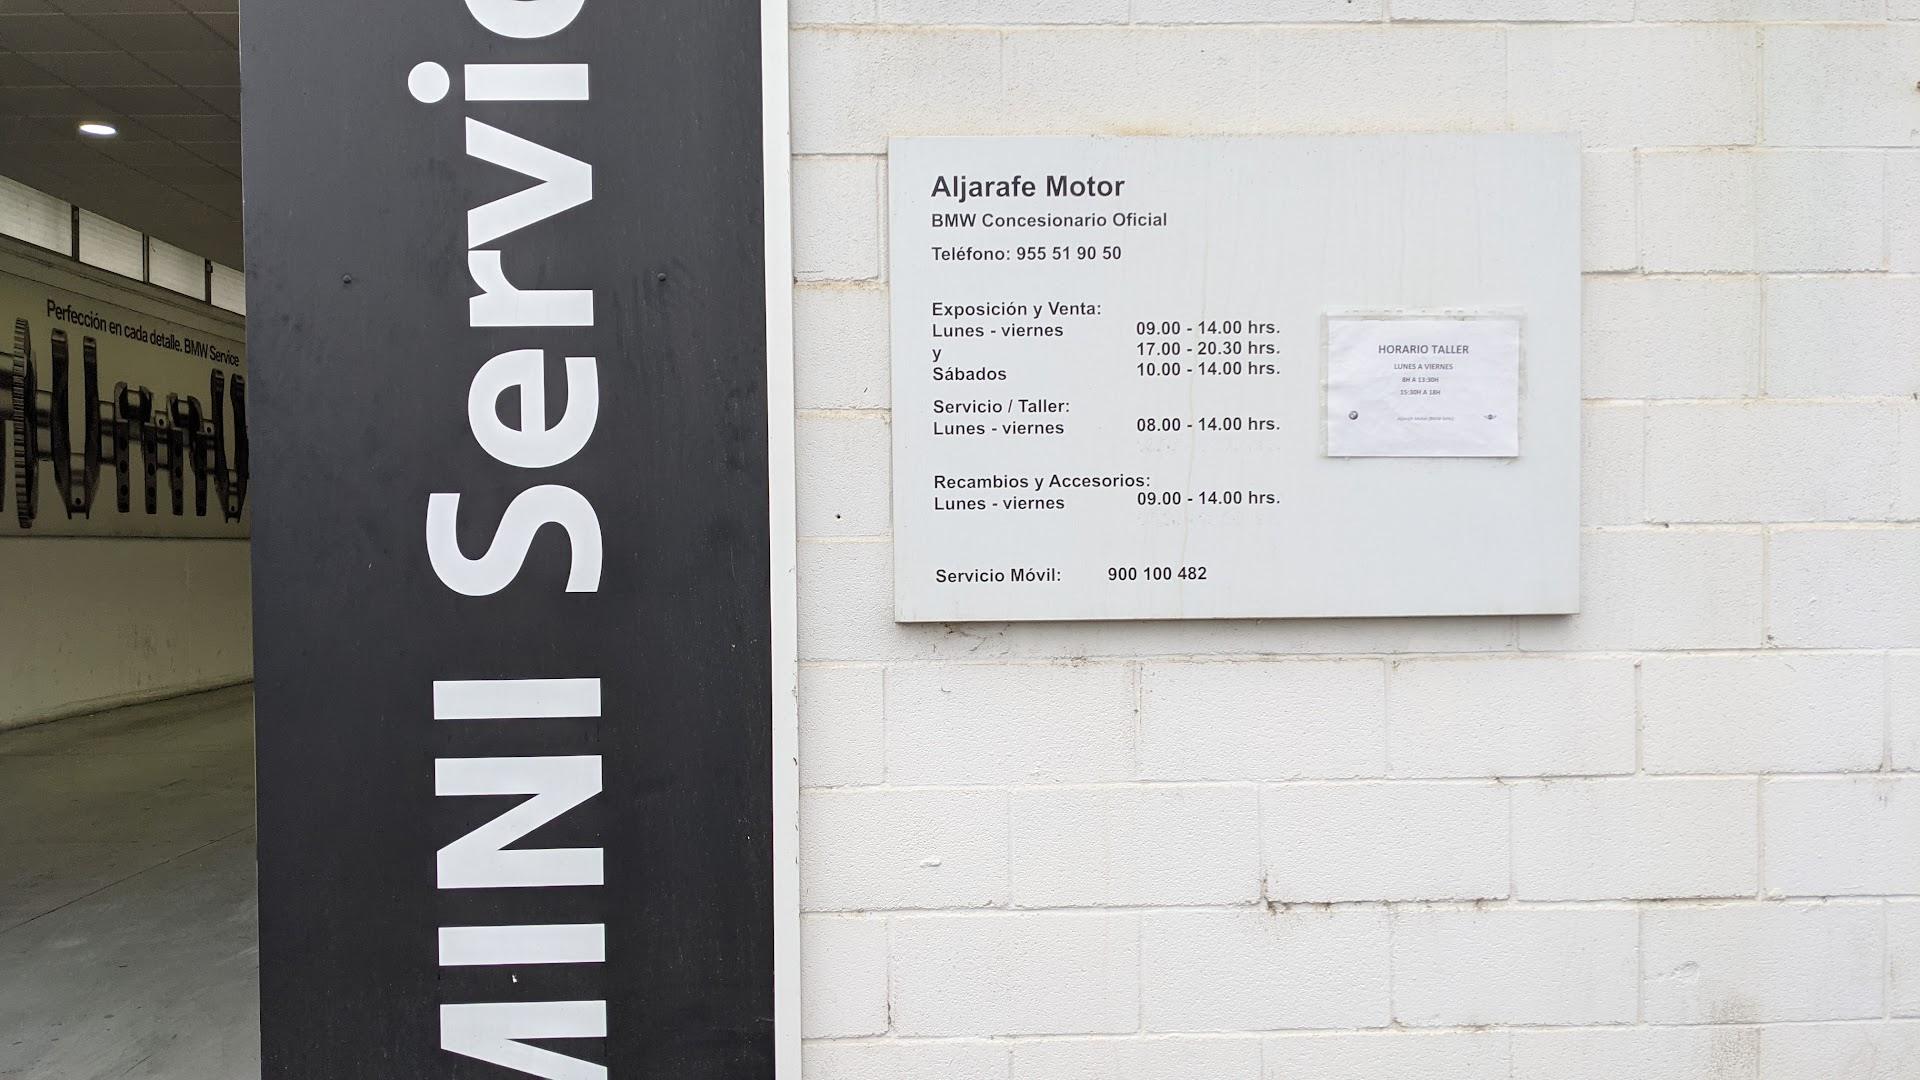 Perfección en cada detalle. BMW Service
MINI Servic
Aljarafe Motor
BMW Concesionario Oficial
Teléfono: 955 51 90 50
Exposición y Venta:
Lunes - viernes 09.00 - 14.00 hrs.
y 17.00 - 20.30 hrs.
Sábados 10.00 - 14.00 hrs.
Servicio / Taller:
Lunes - viernes 08.00 - 14.00 hrs.
Recambios y Accesorios:
Lunes - viernes 09.00 - 14.00 hrs.
Servicio Móvil: 900 100 482
HORARIO TALLER
LUNES A VIERNES
8H A 13:30H
15:30H A 18H
Aljarafe Motor